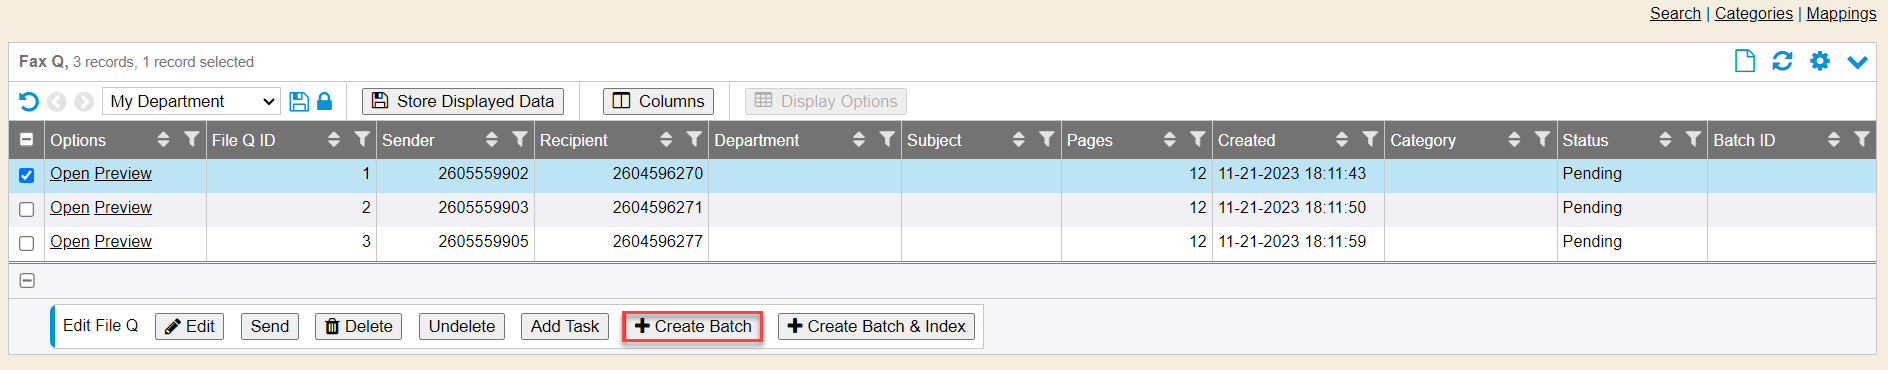 Search | Categories | Mappings
Fax Q, 3 records, 1 record selected
My Department Store Displayed Data Columns Display Options
Options File Q ID Sender Recipient Department Subject Pages Created Category Status Batch ID
Open Preview 1 2605559902 2604596270 12 11-21-2023 18:11:43 Pending
Open Preview 2 2605559903 2604596271 12 11-21-2023 18:11:50 Pending
Open Preview 3 2605559905 2604596277 12 11-21-2023 18:11:59 Pending
Edit File Q Edit Send Delete Undelete Add Task Create Batch Create Batch & Index